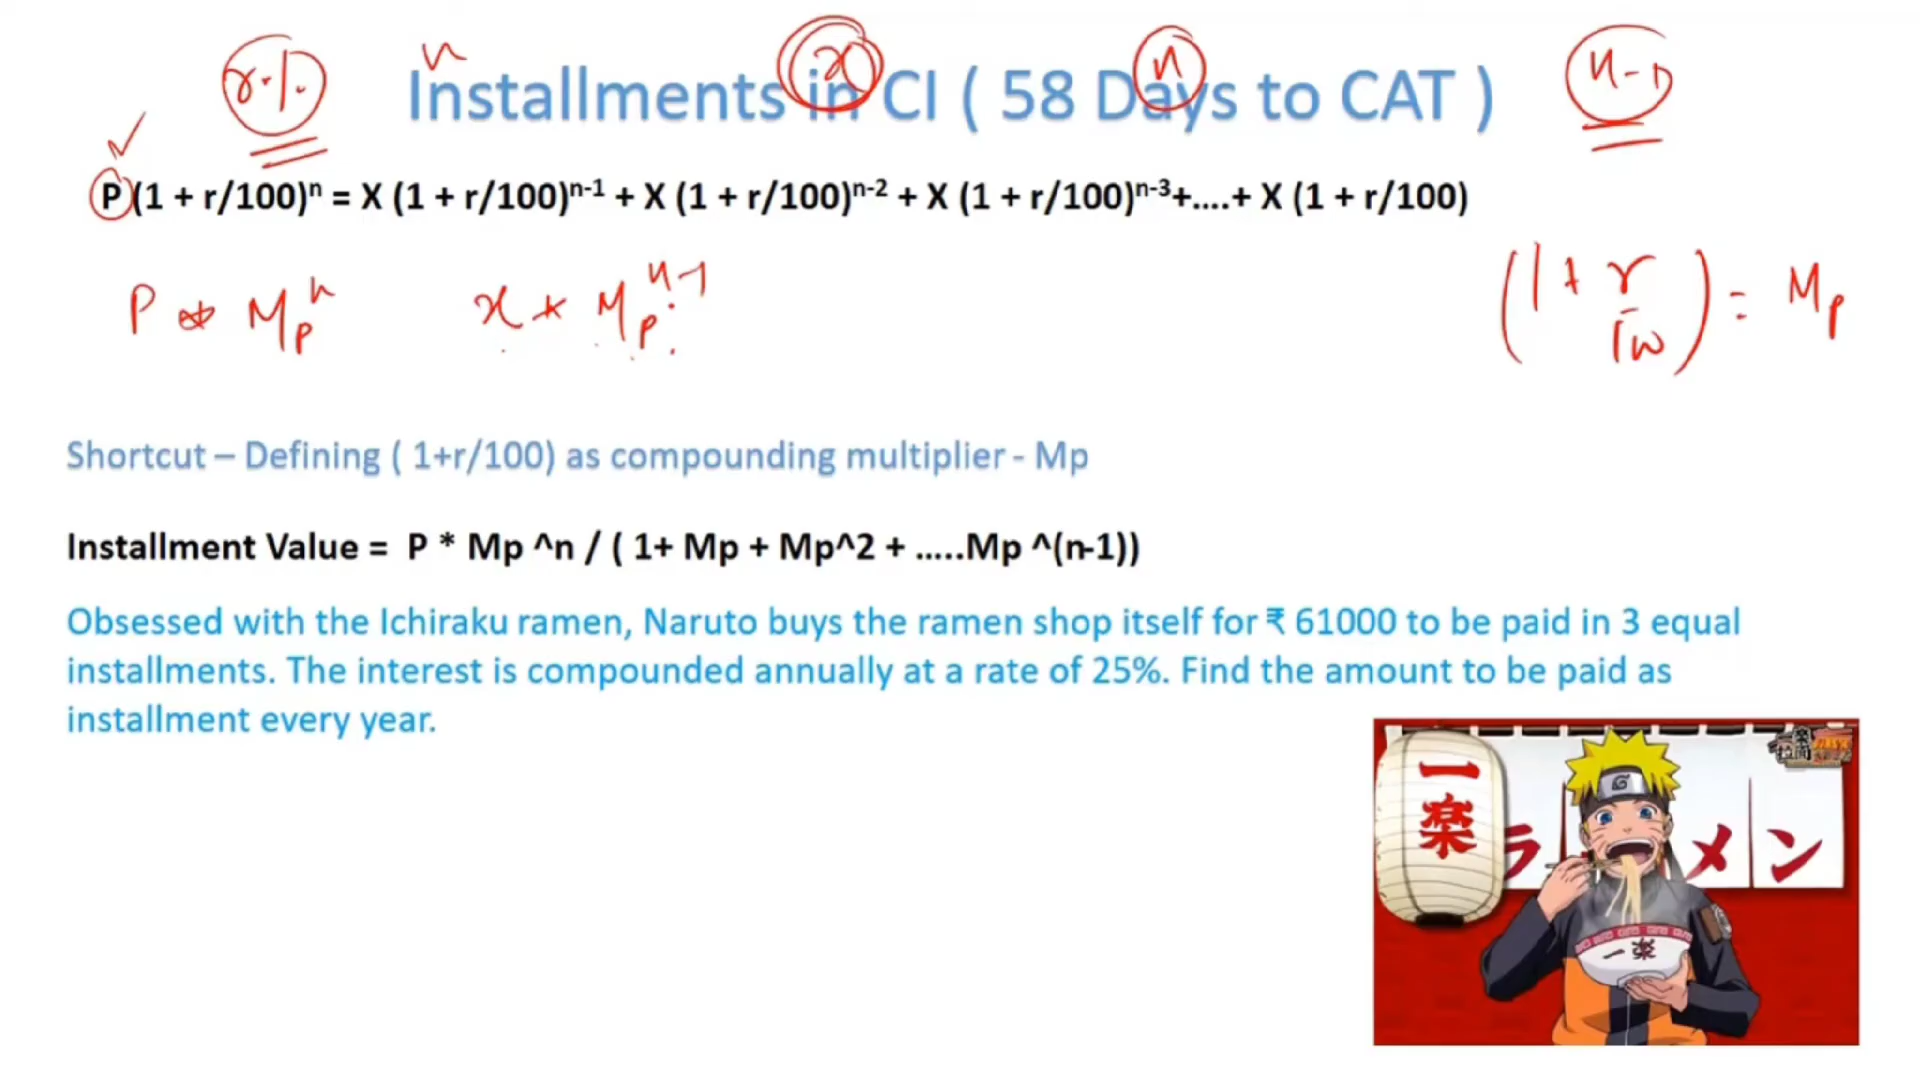 r% n x n n-1
Installments in CI ( 58 Days to CAT )
P (1 + r/100)ⁿ = X (1 + r/100)ⁿ⁻¹ + X (1 + r/100)ⁿ⁻² + X (1 + r/100)ⁿ⁻³+....+ X (1 + r/100)
P * Mpⁿ x * Mpⁿ⁻¹ (1 + r/100) = Mp
Shortcut – Defining ( 1+r/100) as compounding multiplier - Mp
Installment Value = P * Mp ^n / ( 1+ Mp + Mp^2 + .....Mp ^(n-1))
Obsessed with the Ichiraku ramen, Naruto buys the ramen shop itself for ₹ 61000 to be paid in 3 equal
installments. The interest is compounded annually at a rate of 25%. Find the amount to be paid as
installment every year.
一楽
ラーメン
一楽